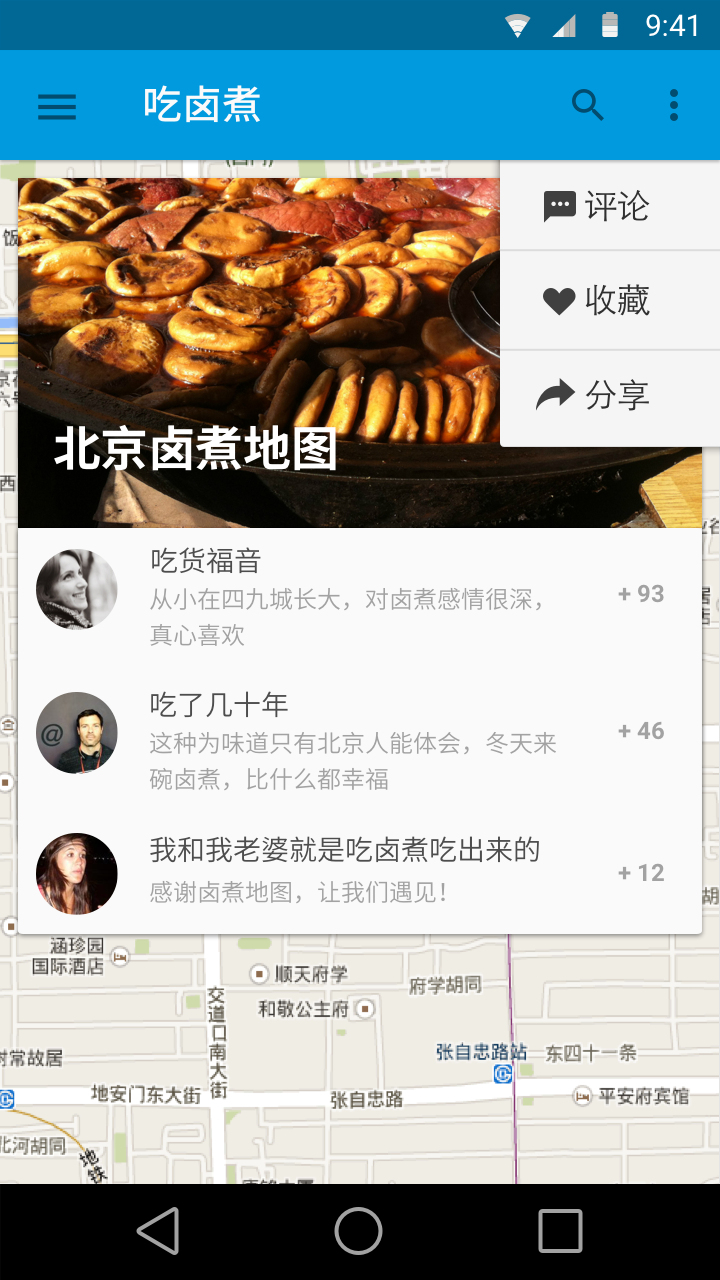 9:41
吃卤煮
评论
收藏
分享
北京卤煮地图
吃货福音
从小在四九城长大，对卤煮感情很深，
真心喜欢
+ 93
吃了几十年
这种为味道只有北京人能体会，冬天来
碗卤煮，比什么都幸福
+ 46
我和我老婆就是吃卤煮吃出来的
感谢卤煮地图，让我们遇见！
+ 12
饭
西
涵珍园
国际酒店
顺天府学
府学胡同
和敬公主府
交道口南大街
张自忠路站
东四十一条
常故居
地安门东大街
张自忠路
平安府宾馆
北河胡同
地铁